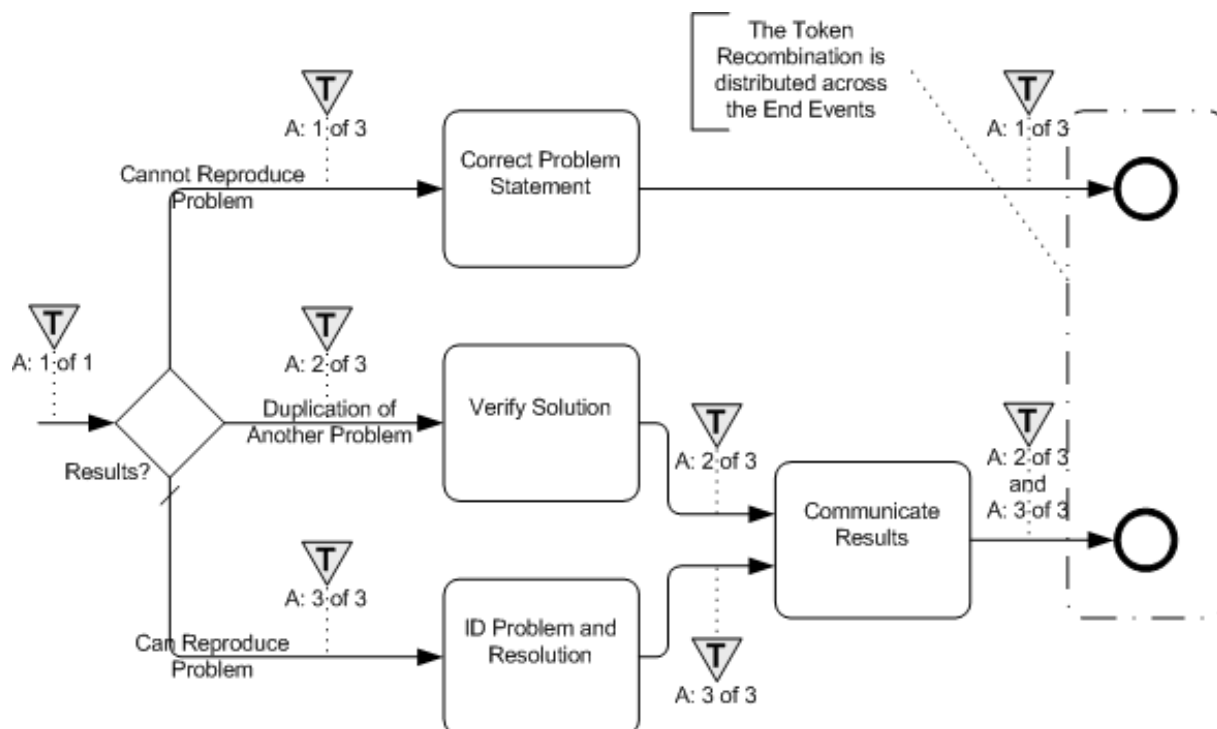 The Token
Recombination is
distributed across
the End Events
T
A: 1 of 3
T
A: 1 of 3
Correct Problem
Statement
Cannot Reproduce
Problem
T
A: 1 of 1
T
A: 2 of 3
Duplication of
Another Problem
Verify Solution
Results?
T
A: 2 of 3
T
A: 2 of 3
and
A: 3 of 3
Communicate
Results
T
A: 3 of 3
Can Reproduce
Problem
ID Problem and
Resolution
T
A: 3 of 3